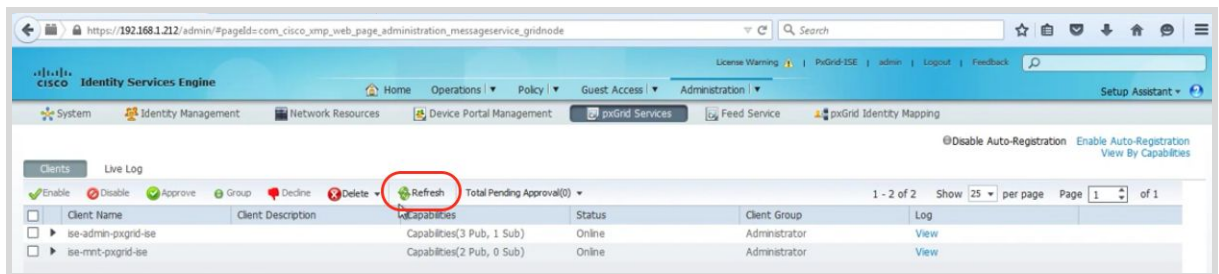 https://192.168.1.212/admin/#pageId=com_cisco_xmp_web_page_administration_messageservice_gridnode Search
License Warning | PxGrid-ISE | admin | Logout | Feedback
CISCO Identity Services Engine
Home Operations Policy Guest Access Administration Setup Assistant
System Identity Management Network Resources Device Portal Management pxGrid Services Feed Service pxGrid Identity Mapping
Disable Auto-Registration Enable Auto-Registration
View By Capabilities
Clients Live Log
Enable Disable Approve Group Decline Delete Refresh Total Pending Approval(0) 1 - 2 of 2 Show 25 per page Page 1 of 1
Client Name Client Description Capabilities Status Client Group Log
ise-admin-pxgrid-ise Capabilities(3 Pub, 1 Sub) Online Administrator View
ise-mnt-pxgrid-ise Capabilities(2 Pub, 0 Sub) Online Administrator View